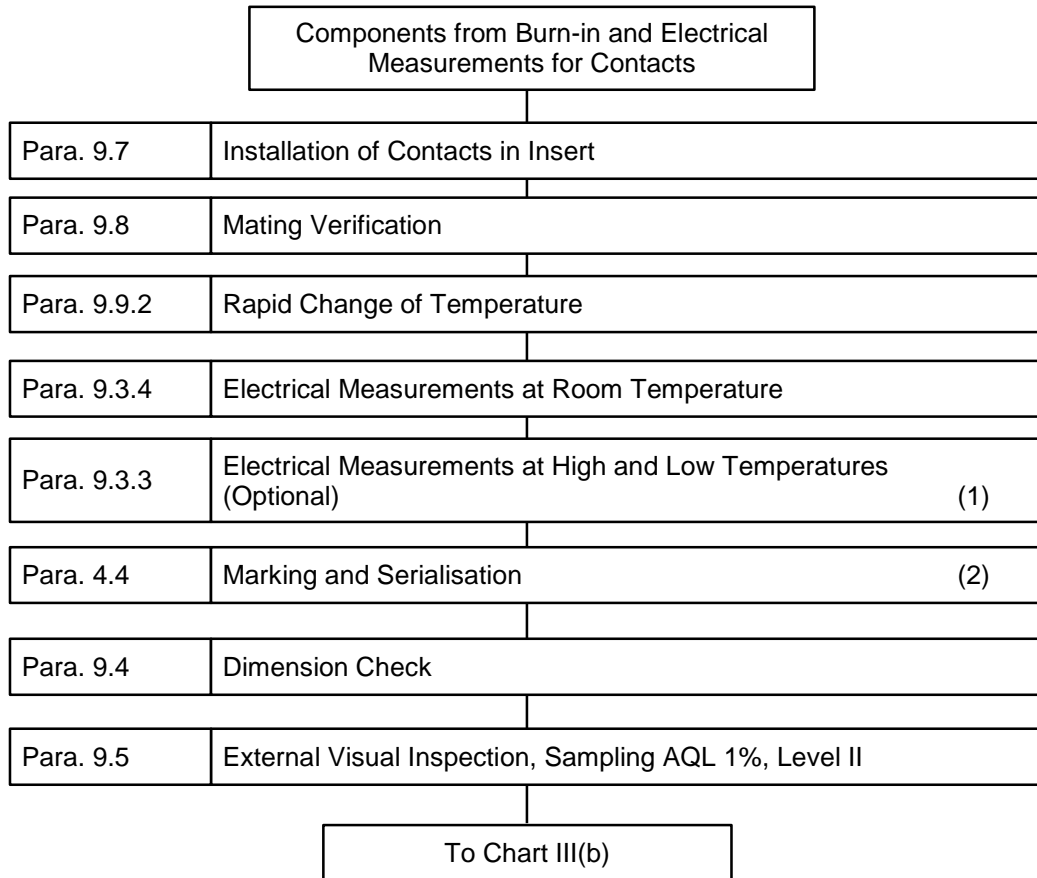 Components from Burn-in and Electrical
Measurements for Contacts
Para. 9.7 Installation of Contacts in Insert
Para. 9.8 Mating Verification
Para. 9.9.2 Rapid Change of Temperature
Para. 9.3.4 Electrical Measurements at Room Temperature
Para. 9.3.3 Electrical Measurements at High and Low Temperatures
(Optional) (1)
Para. 4.4 Marking and Serialisation (2)
Para. 9.4 Dimension Check
Para. 9.5 External Visual Inspection, Sampling AQL 1%, Level II
To Chart III(b)